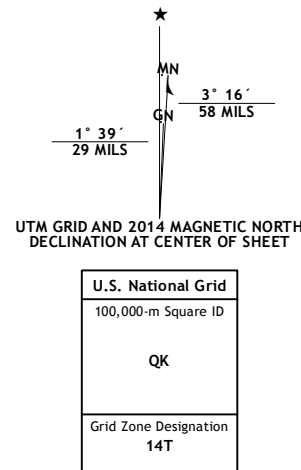 ★
MN
3° 16´
58 MILS
GN
1° 39´
29 MILS
UTM GRID AND 2014 MAGNETIC NORTH
DECLINATION AT CENTER OF SHEET
U.S. National Grid
100,000-m Square ID
QK
Grid Zone Designation
14T